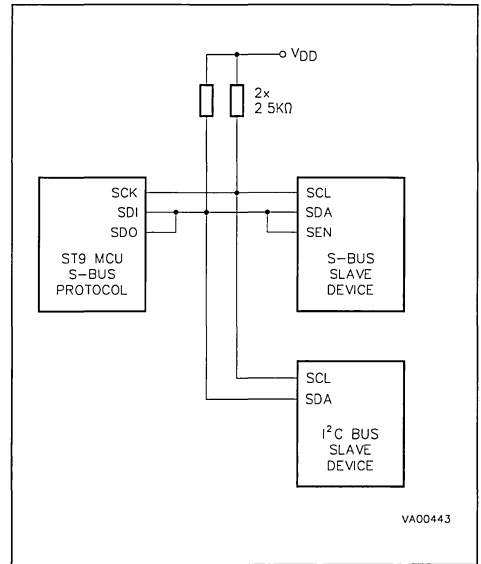 VDD
2x
2 5KΩ
SCK
SDI
SDO
ST9 MCU
S-BUS
PROTOCOL
SCL
SDA
SEN
S-BUS
SLAVE
DEVICE
SCL
SDA
I²C BUS
SLAVE
DEVICE
VA00443